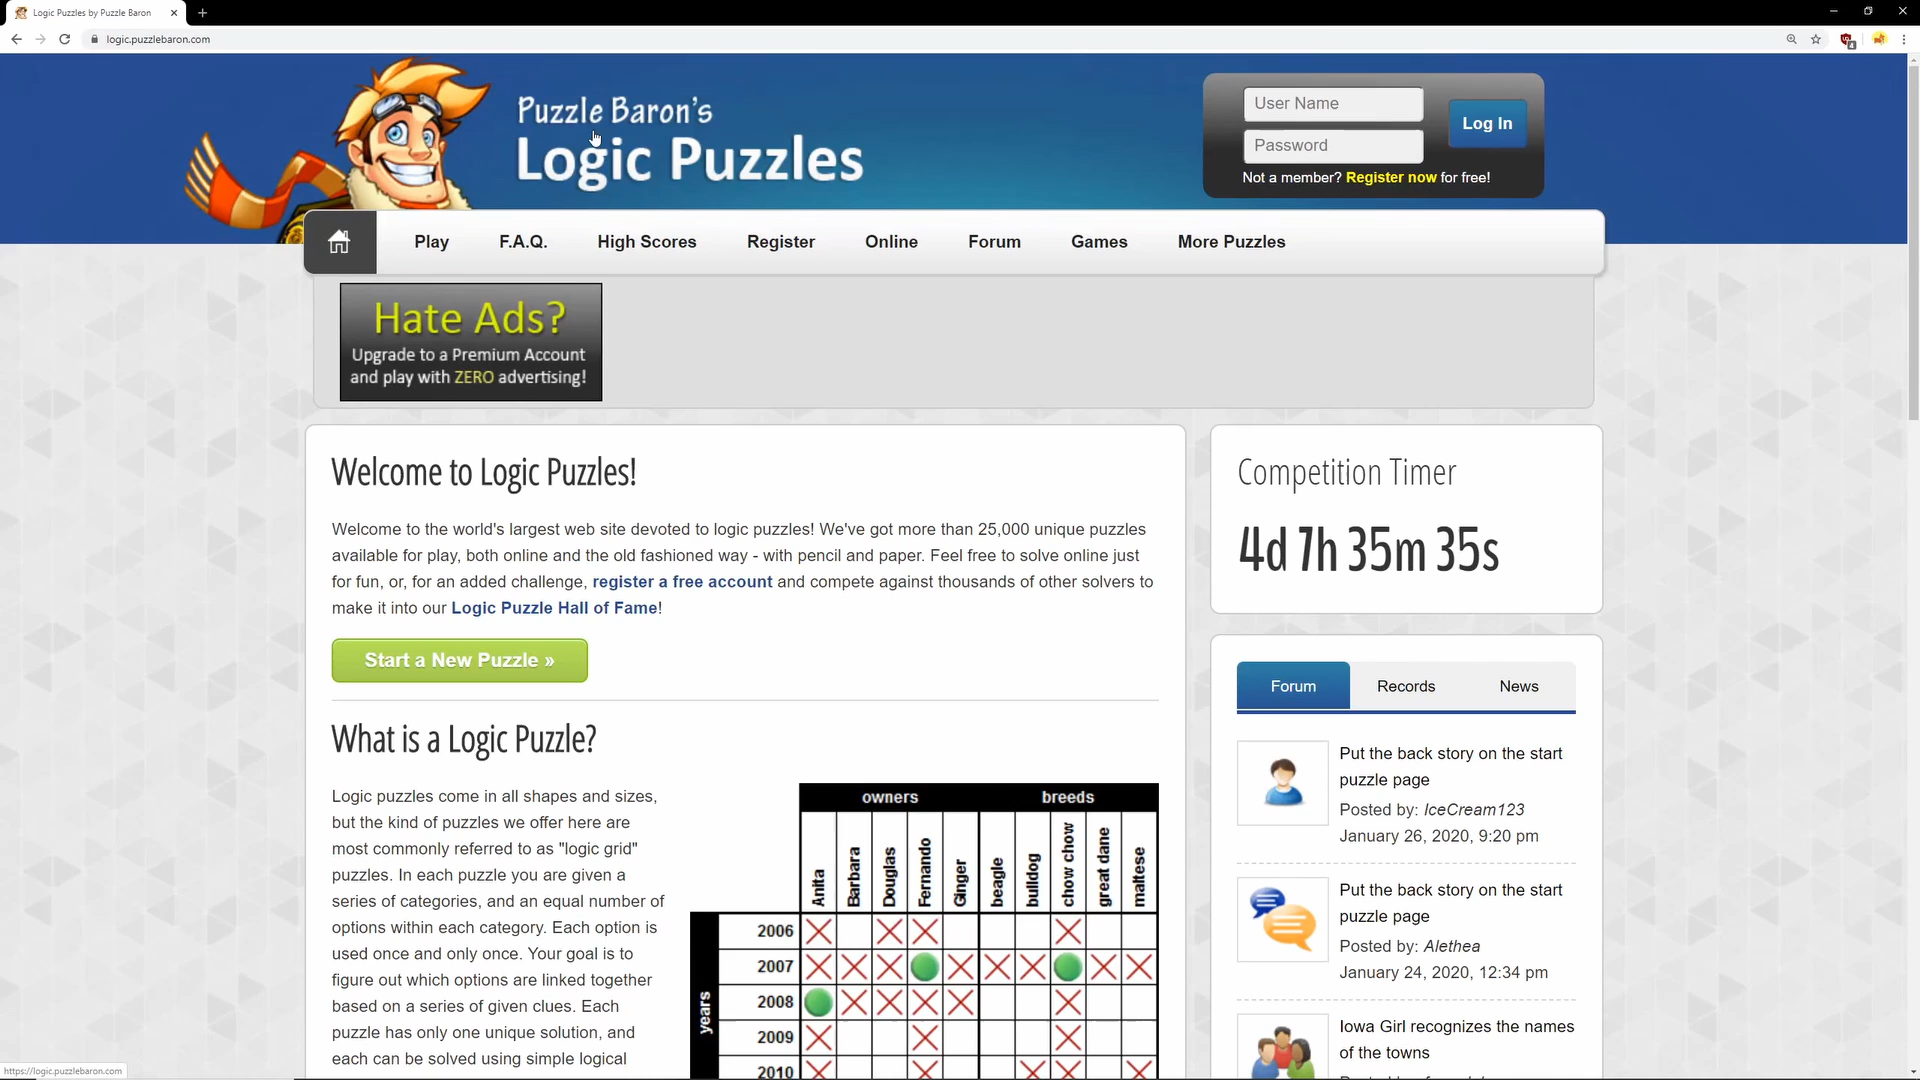 Logic Puzzles by Puzzle Baron
logic.puzzlebaron.com
4
Puzzle Baron's
Logic Puzzles
User Name
Password
Log In
Not a member? Register now for free!
Play
F.A.Q.
High Scores
Register
Online
Forum
Games
More Puzzles
Hate Ads?
Upgrade to a Premium Account
and play with ZERO advertising!
Welcome to Logic Puzzles!
Welcome to the world's largest web site devoted to logic puzzles! We've got more than 25,000 unique puzzles
available for play, both online and the old fashioned way - with pencil and paper. Feel free to solve online just
for fun, or, for an added challenge, register a free account and compete against thousands of other solvers to
make it into our Logic Puzzle Hall of Fame!
Start a New Puzzle »
What is a Logic Puzzle?
Logic puzzles come in all shapes and sizes,
but the kind of puzzles we offer here are
most commonly referred to as "logic grid"
puzzles. In each puzzle you are given a
series of categories, and an equal number of
options within each category. Each option is
used once and only once. Your goal is to
figure out which options are linked together
based on a series of given clues. Each
puzzle has only one unique solution, and
each can be solved using simple logical
owners
breeds
Anita
Barbara
Douglas
Fernando
Ginger
beagle
bulldog
chow chow
great dane
maltese
years
2006
2007
2008
2009
2010
Competition Timer
4d 7h 35m 35s
Forum
Records
News
Put the back story on the start
puzzle page
Posted by: IceCream123
January 26, 2020, 9:20 pm
Put the back story on the start
puzzle page
Posted by: Alethea
January 24, 2020, 12:34 pm
Iowa Girl recognizes the names
of the towns
https://logic.puzzlebaron.com